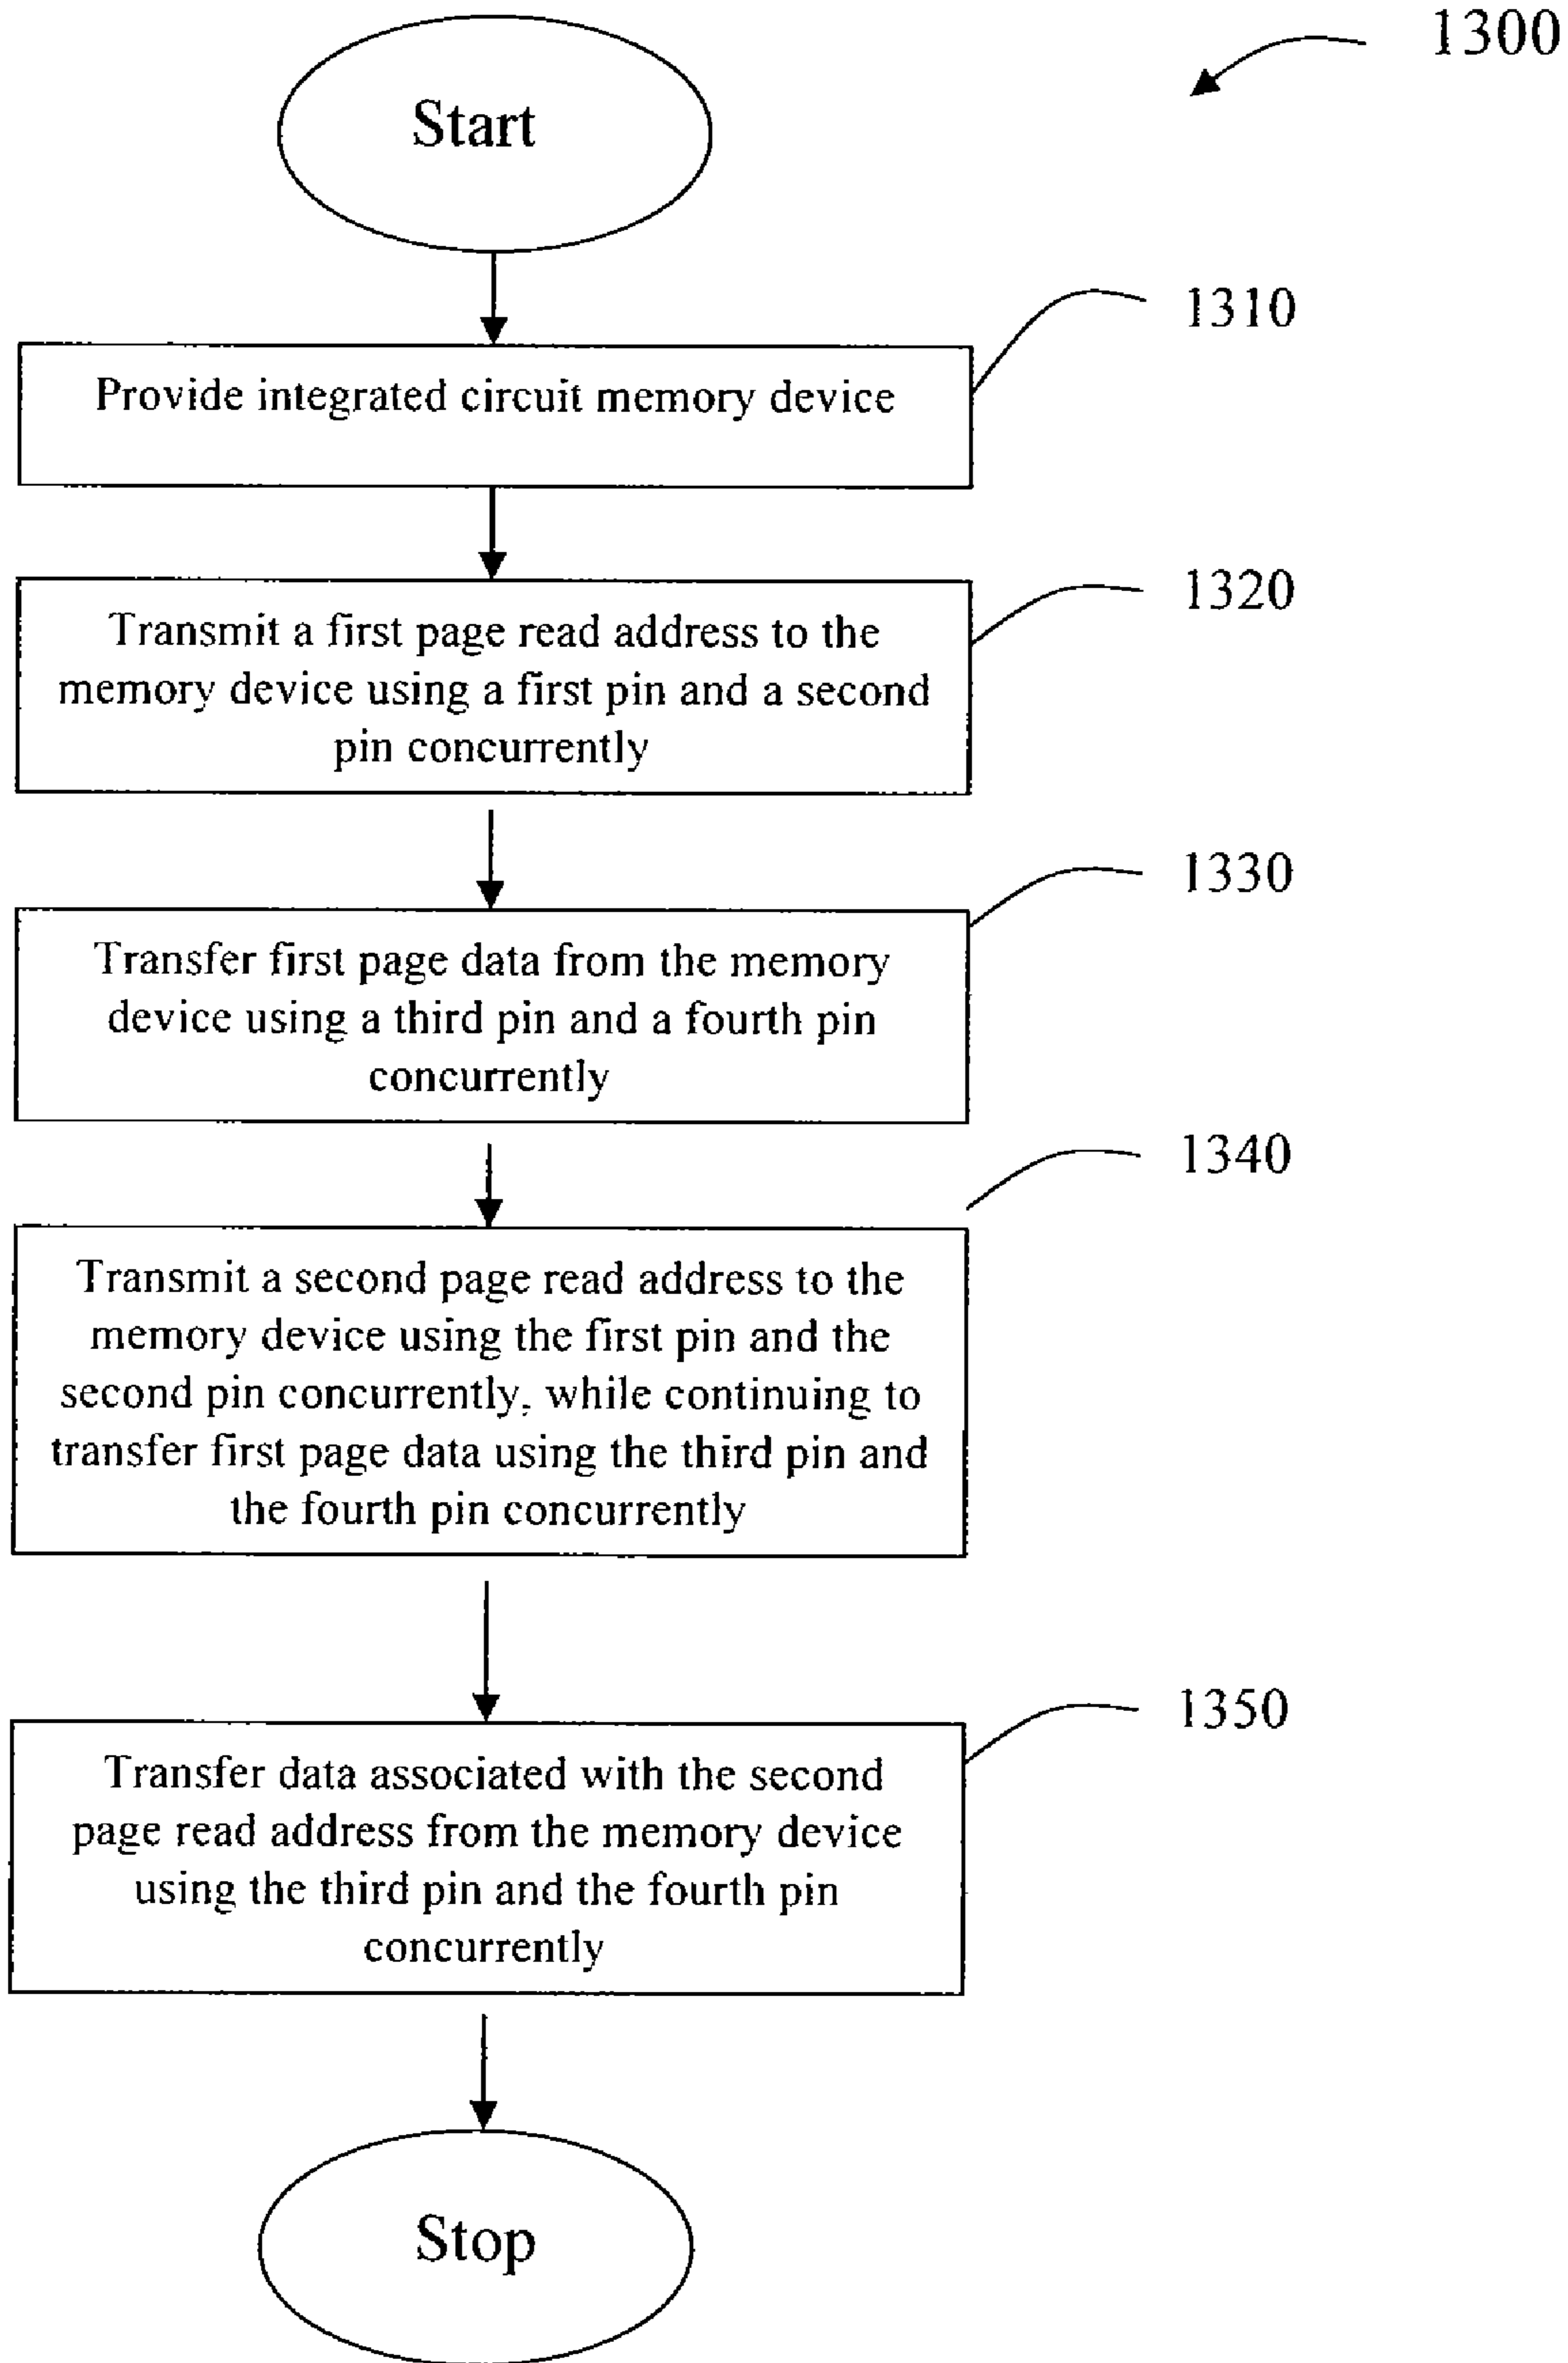 1300
Start
1310
Provide integrated circuit memory device
1320
Transmit a first page read address to the
memory device using a first pin and a second
pin concurrently
1330
Transfer first page data from the memory
device using a third pin and a fourth pin
concurrently
1340
Transmit a second page read address to the
memory device using the first pin and the
second pin concurrently, while continuing to
transfer first page data using the third pin and
the fourth pin concurrently
1350
Transfer data associated with the second
page read address from the memory device
using the third pin and the fourth pin
concurrently
Stop